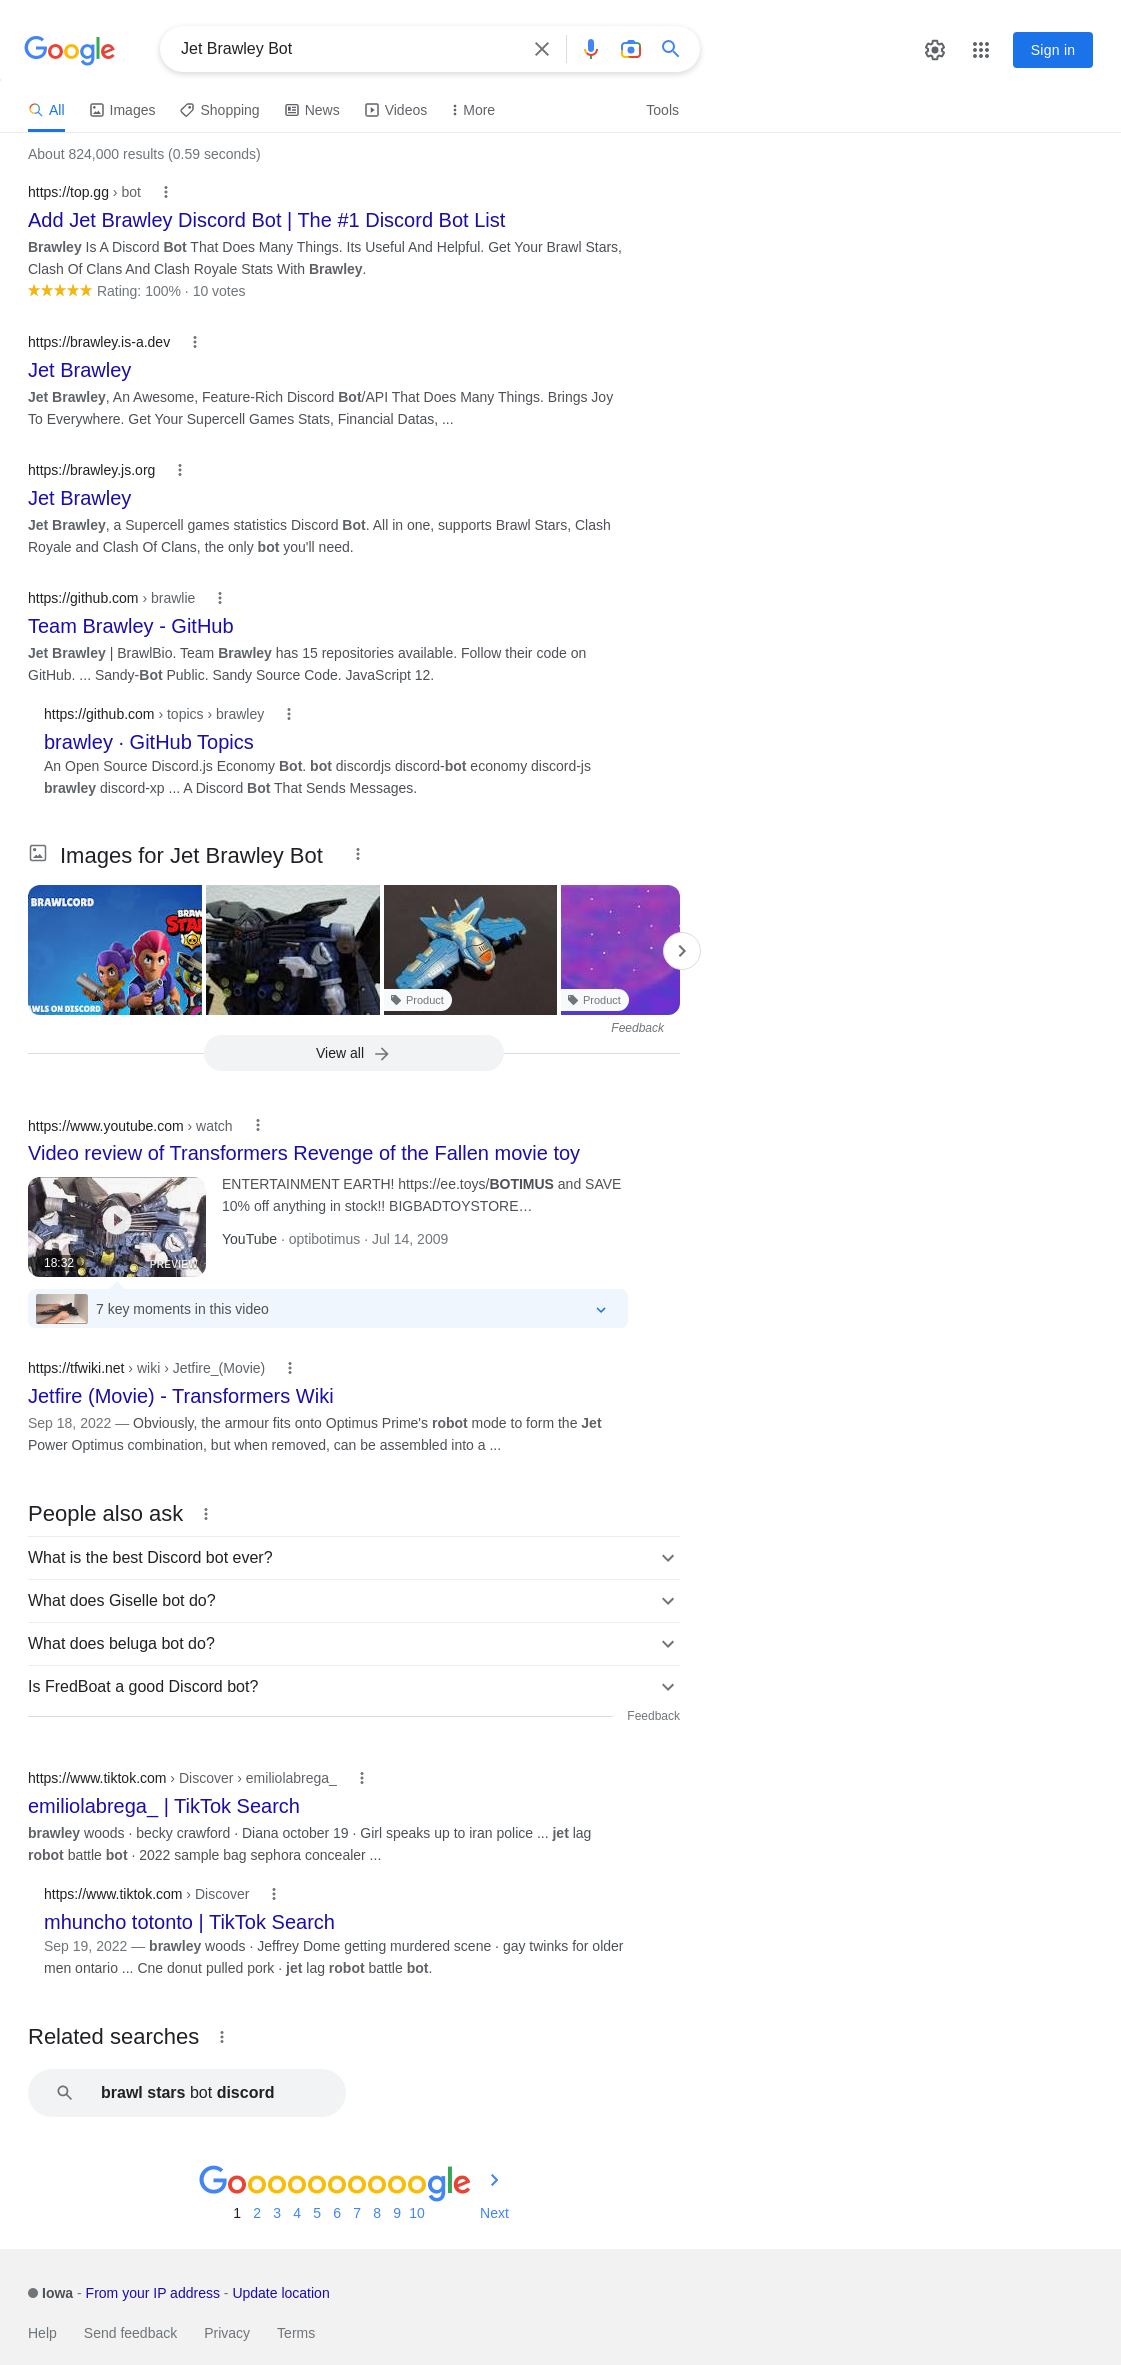 Google
Jet Brawley Bot
Sign in
All
Images
Shopping
News
Videos
More
Tools
About 824,000 results (0.59 seconds)
https://top.gg › bot
Add Jet Brawley Discord Bot | The #1 Discord Bot List
Brawley Is A Discord Bot That Does Many Things. Its Useful And Helpful. Get Your Brawl Stars,
Clash Of Clans And Clash Royale Stats With Brawley.
Rating: 100% · 10 votes
https://brawley.is-a.dev
Jet Brawley
Jet Brawley, An Awesome, Feature-Rich Discord Bot/API That Does Many Things. Brings Joy
To Everywhere. Get Your Supercell Games Stats, Financial Datas, ...
https://brawley.js.org
Jet Brawley
Jet Brawley, a Supercell games statistics Discord Bot. All in one, supports Brawl Stars, Clash
Royale and Clash Of Clans, the only bot you'll need.
https://github.com › brawlie
Team Brawley - GitHub
Jet Brawley | BrawlBio. Team Brawley has 15 repositories available. Follow their code on
GitHub. ... Sandy-Bot Public. Sandy Source Code. JavaScript 12.
https://github.com › topics › brawley
brawley · GitHub Topics
An Open Source Discord.js Economy Bot. bot discordjs discord-bot economy discord-js
brawley discord-xp ... A Discord Bot That Sends Messages.
Images for Jet Brawley Bot
BRAWLCORD
AWLS ON DISCORD
Product
Product
Feedback
View all
https://www.youtube.com › watch
Video review of Transformers Revenge of the Fallen movie toy
ENTERTAINMENT EARTH! https://ee.toys/BOTIMUS and SAVE
10% off anything in stock!! BIGBADTOYSTORE…
YouTube · optibotimus · Jul 14, 2009
18:32
PREVIEW
7 key moments in this video
https://tfwiki.net › wiki › Jetfire_(Movie)
Jetfire (Movie) - Transformers Wiki
Sep 18, 2022 — Obviously, the armour fits onto Optimus Prime's robot mode to form the Jet
Power Optimus combination, but when removed, can be assembled into a ...
People also ask
What is the best Discord bot ever?
What does Giselle bot do?
What does beluga bot do?
Is FredBoat a good Discord bot?
Feedback
https://www.tiktok.com › Discover › emiliolabrega_
emiliolabrega_ | TikTok Search
brawley woods · becky crawford · Diana october 19 · Girl speaks up to iran police ... jet lag
robot battle bot · 2022 sample bag sephora concealer ...
https://www.tiktok.com › Discover
mhuncho totonto | TikTok Search
Sep 19, 2022 — brawley woods · Jeffrey Dome getting murdered scene · gay twinks for older
men ontario ... Cne donut pulled pork · jet lag robot battle bot.
Related searches
brawl stars bot discord
Goooooooooogle
1 2 3 4 5 6 7 8 9 10 Next
Iowa - From your IP address - Update location
Help
Send feedback
Privacy
Terms